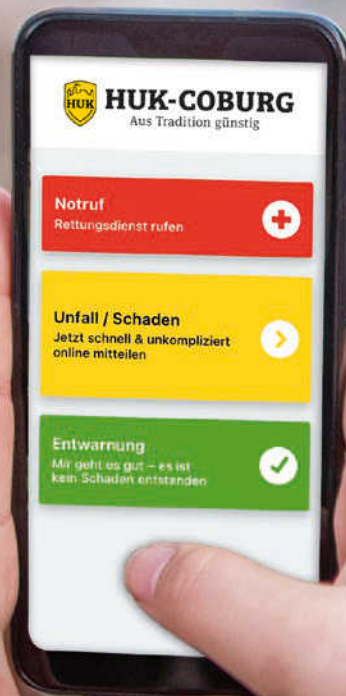 HUK
HUK-COBURG
Aus Tradition günstig
Notruf
Rettungsdienst rufen
Unfall / Schaden
Jetzt schnell & unkompliziert
online mitteilen
Entwarnung
Mir geht es gut – es ist
kein Schaden entstanden